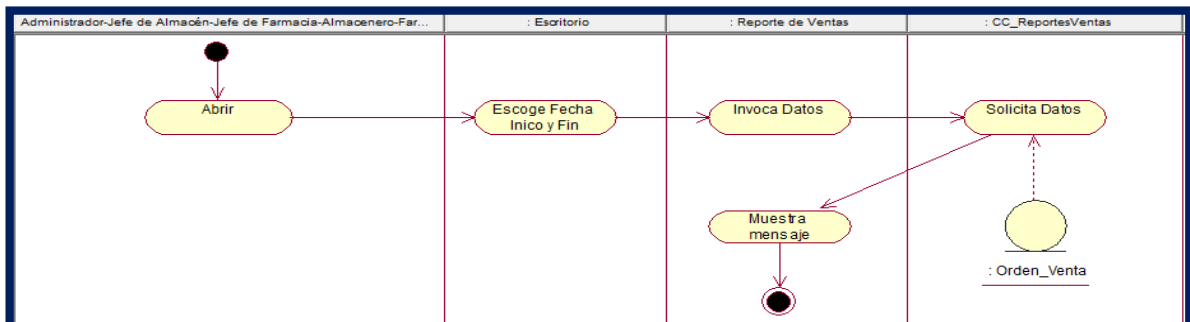 Administrador-Jefe de Almacén-Jefe de Farmacia-Almacenero-Far...
: Escritorio
: Reporte de Ventas
: CC_ReportesVentas
Abrir
Escoge Fecha
Inico y Fin
Invoca Datos
Solicita Datos
Muestra
mensaje
: Orden_Venta